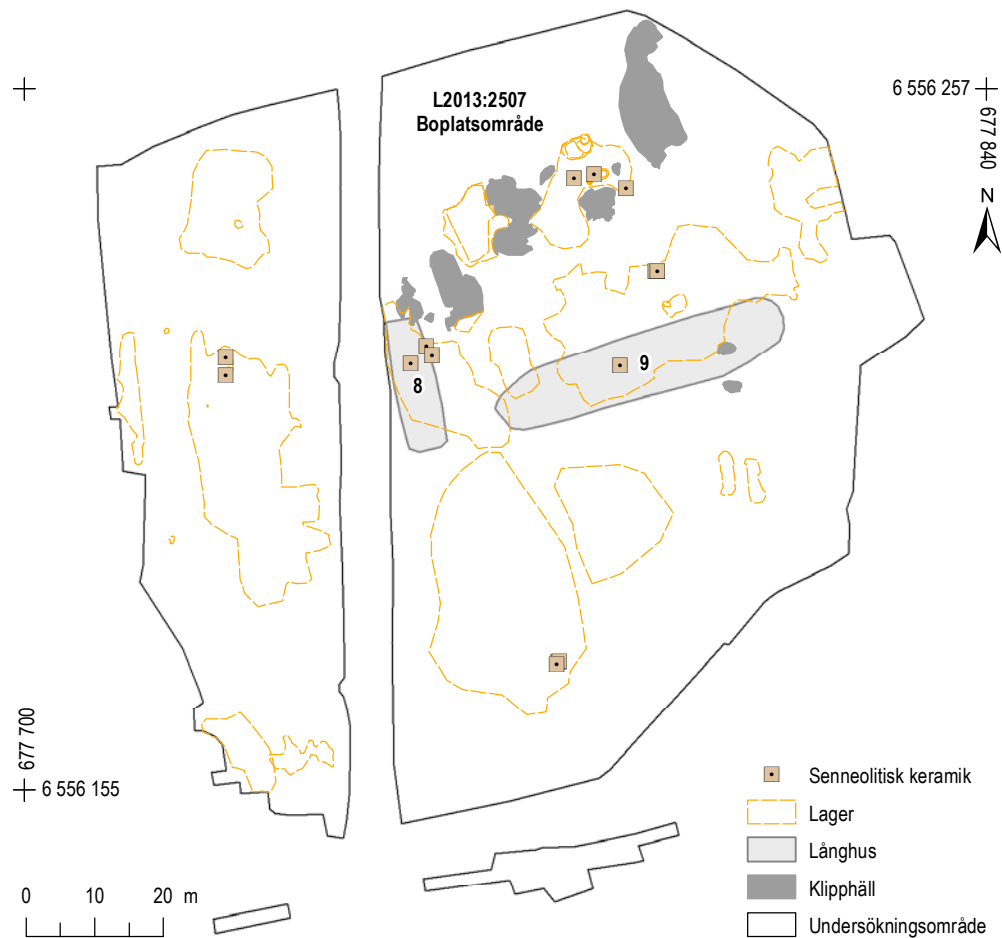 L2013:2507
Boplatsområde
6 556 257
677 840
N
8
9
677 700
6 556 155
Senneolitisk keramik
Lager
Långhus
Klipphäll
Undersökningsområde
0 10 20 m